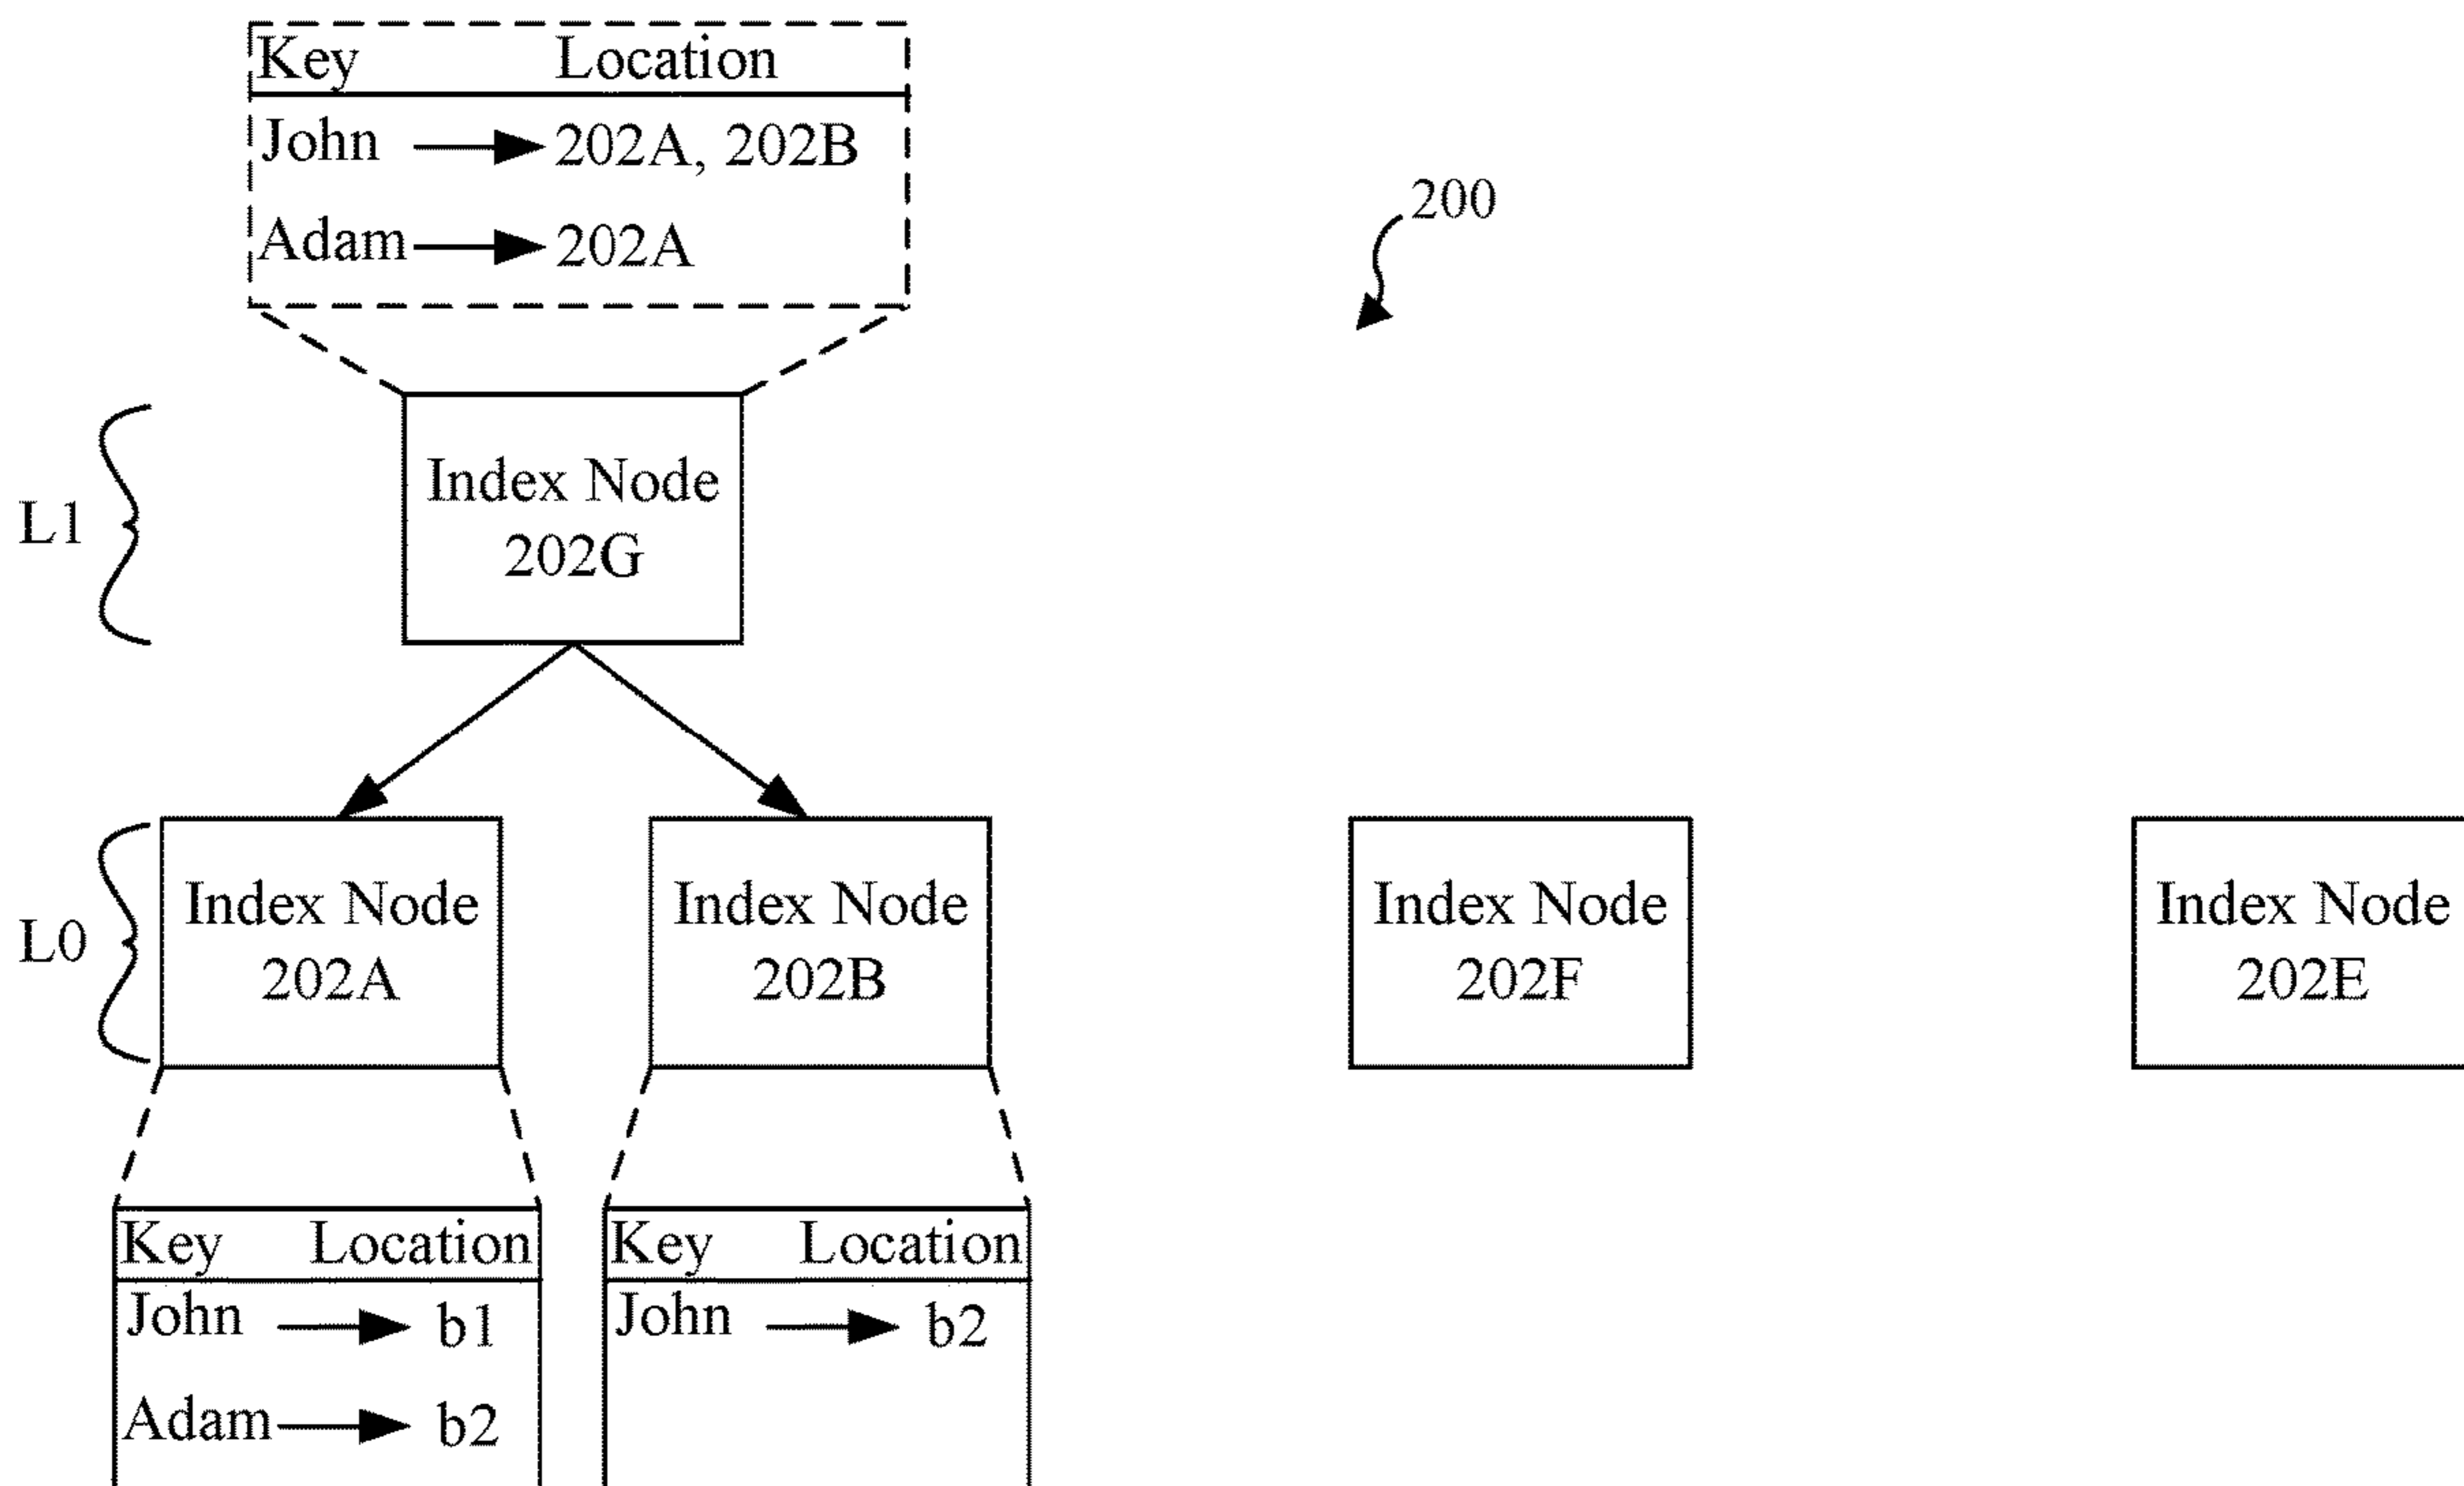 Key Location
John 202A, 202B
Adam 202A
200
L1
Index Node
202G
L0
Index Node
202A
Index Node
202B
Index Node
202F
Index Node
202E
Key Location
John b1
Adam b2
Key Location
John b2